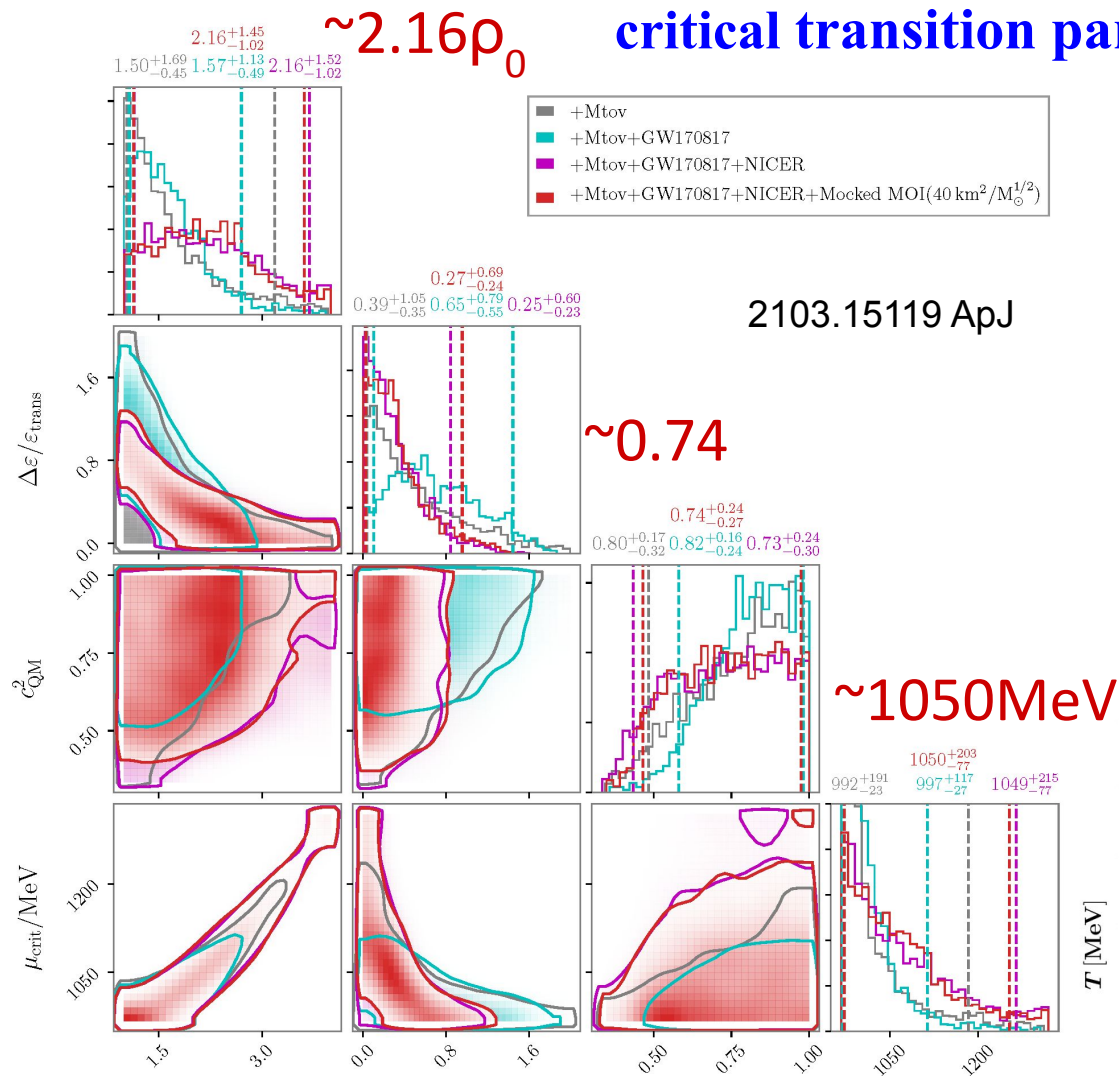 ~2.16ρ₀
critical transition par
2.16^{+1.45}_{-1.02}
1.50^{+1.69}_{-0.45} 1.57^{+1.13}_{-0.49} 2.16^{+1.52}_{-1.02}
+Mtov
+Mtov+GW170817
+Mtov+GW170817+NICER
+Mtov+GW170817+NICER+Mocked MOI(40 km²/M_⊙^{1/2})
0.27^{+0.69}_{-0.24}
0.39^{+1.05}_{-0.35} 0.65^{+0.79}_{-0.55} 0.25^{+0.60}_{-0.23}
2103.15119 ApJ
Δε/ε_trans
1.6
0.8
0.0
~0.74
0.74^{+0.24}_{-0.27}
0.80^{+0.17}_{-0.32} 0.82^{+0.16}_{-0.24} 0.73^{+0.24}_{-0.30}
c²_QM
1.00
0.75
0.50
~1050MeV
1050^{+203}_{-77}
992^{+191}_{-23} 997^{+117}_{-27} 1049^{+215}_{-77}
μ_crit/MeV
1200
1050
T [MeV]
1.5 3.0
0.0 0.8 1.6
0.50 0.75 1.00
1050 1200